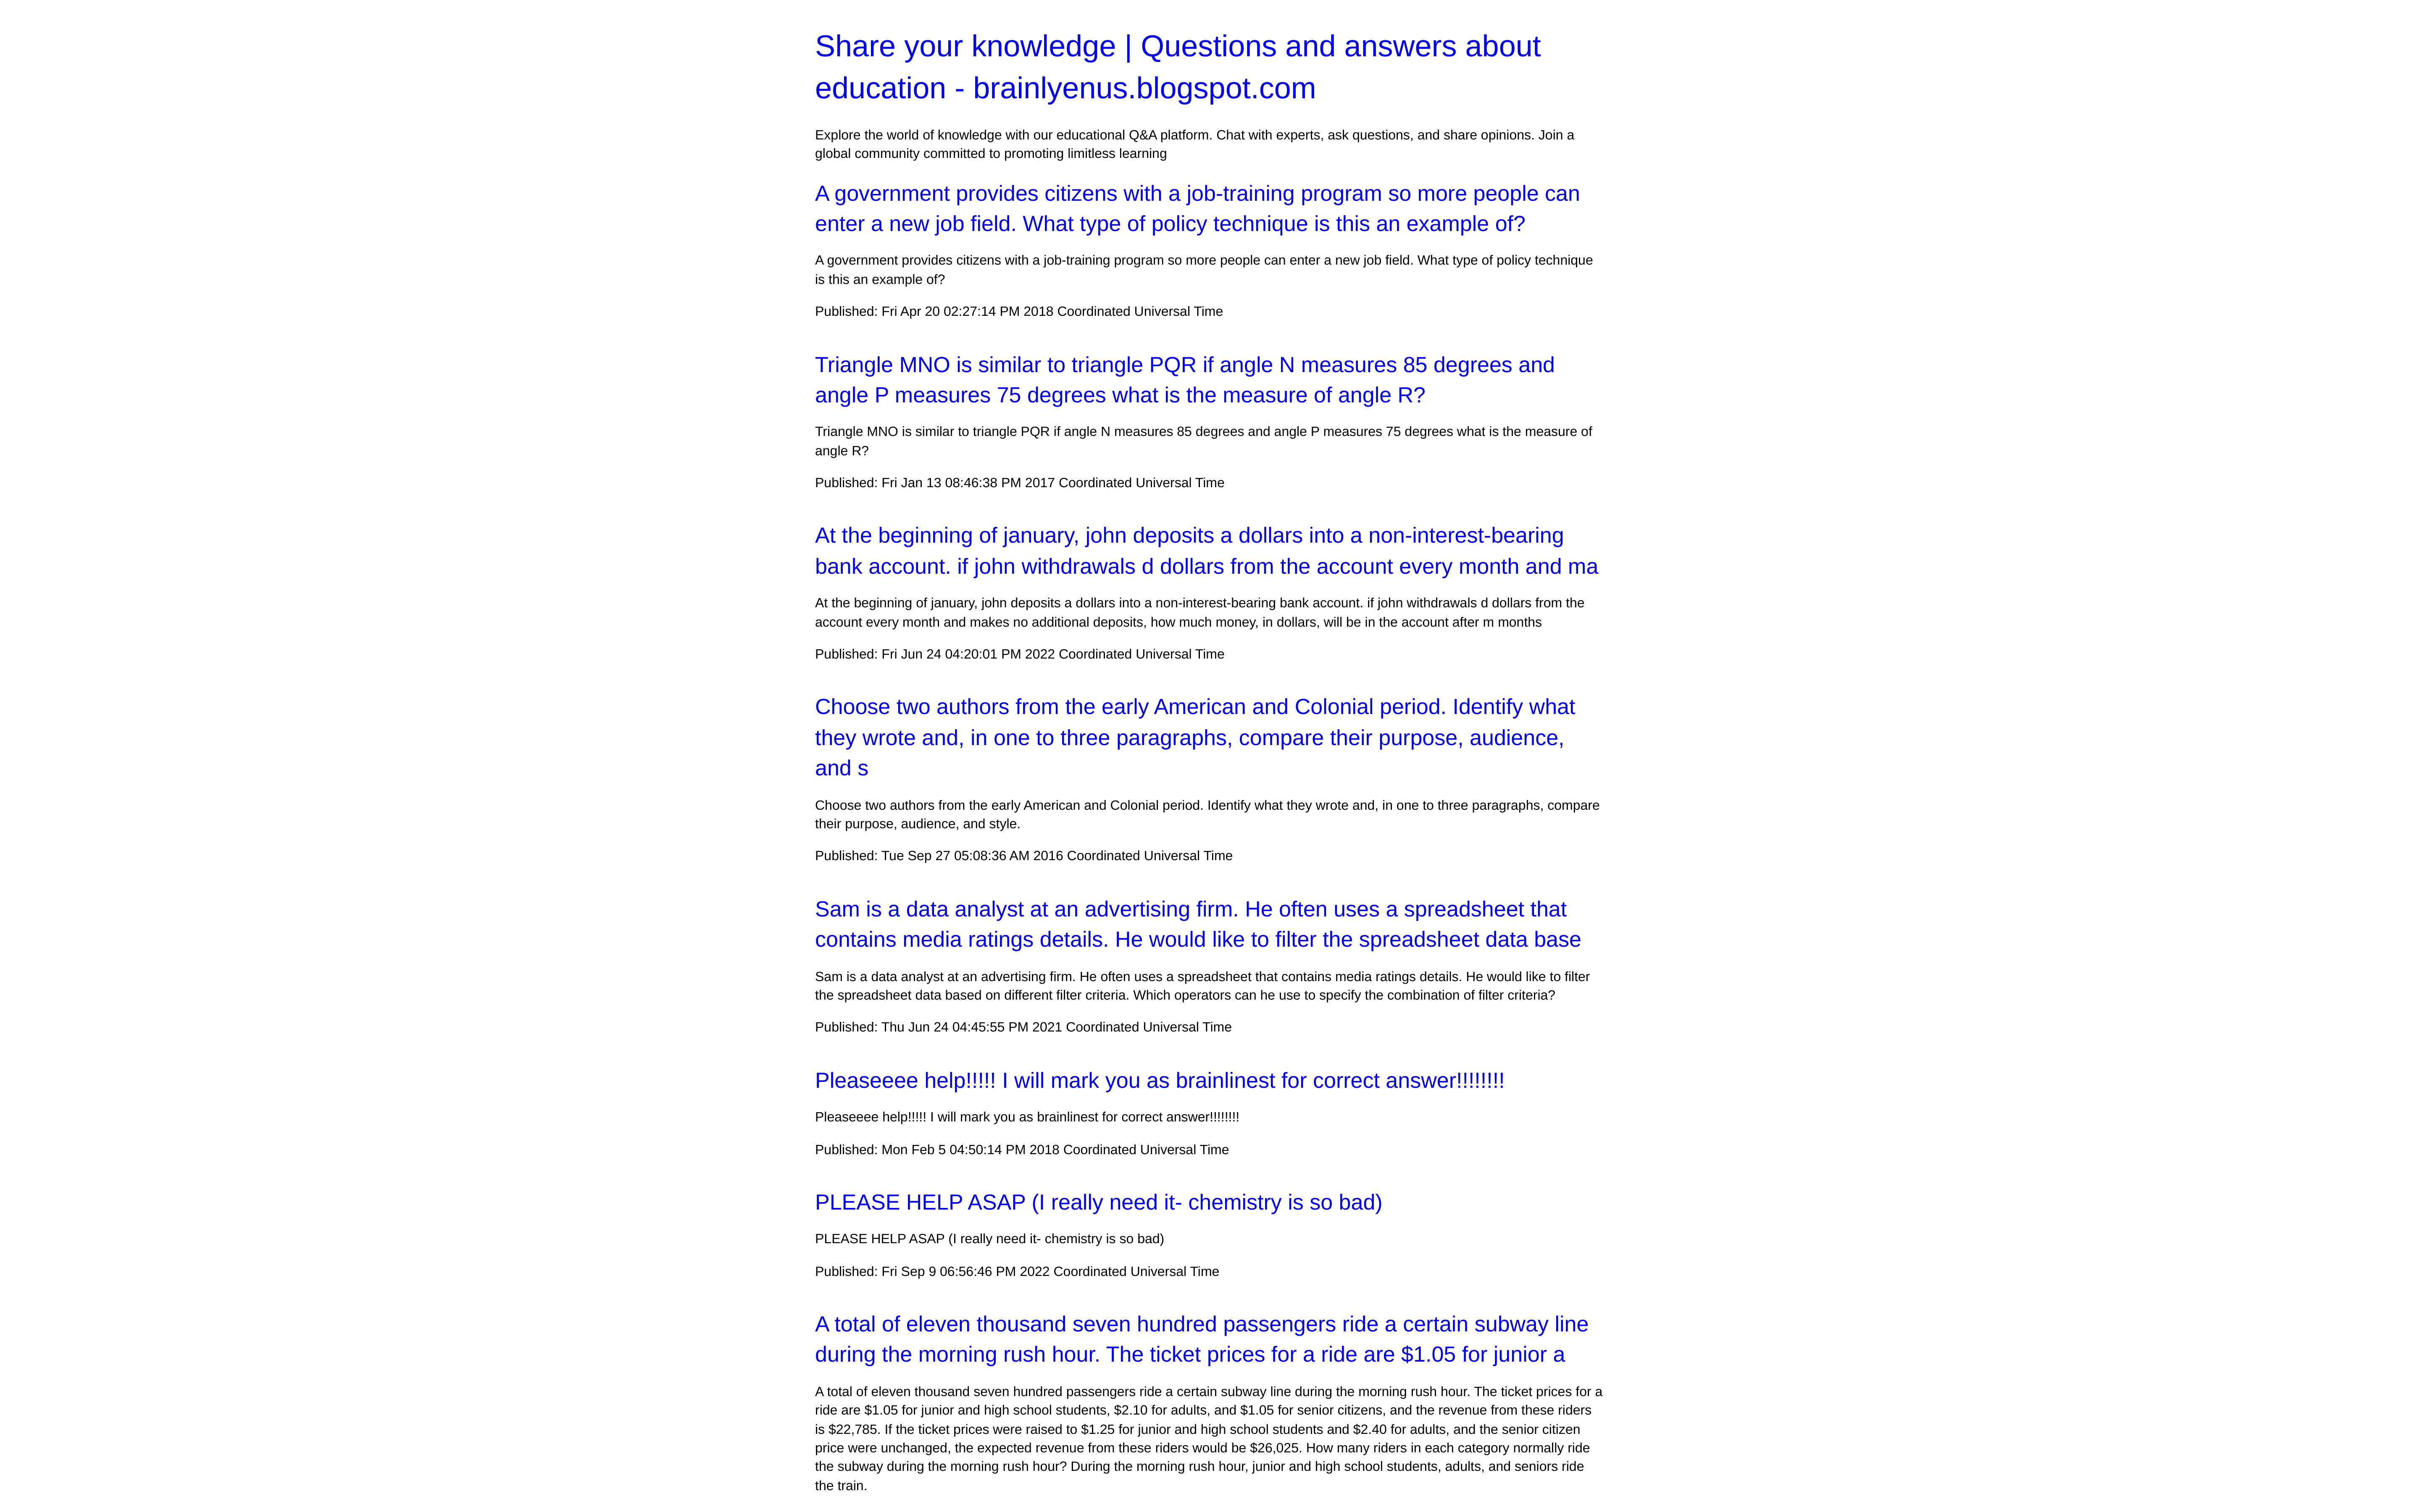 Share your knowledge | Questions and answers about
education - brainlyenus.blogspot.com
Explore the world of knowledge with our educational Q&A platform. Chat with experts, ask questions, and share opinions. Join a
global community committed to promoting limitless learning
A government provides citizens with a job-training program so more people can
enter a new job field. What type of policy technique is this an example of?
A government provides citizens with a job-training program so more people can enter a new job field. What type of policy technique
is this an example of?
Published: Fri Apr 20 02:27:14 PM 2018 Coordinated Universal Time
Triangle MNO is similar to triangle PQR if angle N measures 85 degrees and
angle P measures 75 degrees what is the measure of angle R?
Triangle MNO is similar to triangle PQR if angle N measures 85 degrees and angle P measures 75 degrees what is the measure of
angle R?
Published: Fri Jan 13 08:46:38 PM 2017 Coordinated Universal Time
At the beginning of january, john deposits a dollars into a non-interest-bearing
bank account. if john withdrawals d dollars from the account every month and ma
At the beginning of january, john deposits a dollars into a non-interest-bearing bank account. if john withdrawals d dollars from the
account every month and makes no additional deposits, how much money, in dollars, will be in the account after m months
Published: Fri Jun 24 04:20:01 PM 2022 Coordinated Universal Time
Choose two authors from the early American and Colonial period. Identify what
they wrote and, in one to three paragraphs, compare their purpose, audience,
and s
Choose two authors from the early American and Colonial period. Identify what they wrote and, in one to three paragraphs, compare
their purpose, audience, and style.
Published: Tue Sep 27 05:08:36 AM 2016 Coordinated Universal Time
Sam is a data analyst at an advertising firm. He often uses a spreadsheet that
contains media ratings details. He would like to filter the spreadsheet data base
Sam is a data analyst at an advertising firm. He often uses a spreadsheet that contains media ratings details. He would like to filter
the spreadsheet data based on different filter criteria. Which operators can he use to specify the combination of filter criteria?
Published: Thu Jun 24 04:45:55 PM 2021 Coordinated Universal Time
Pleaseeee help!!!!! I will mark you as brainlinest for correct answer!!!!!!!!
Pleaseeee help!!!!! I will mark you as brainlinest for correct answer!!!!!!!!
Published: Mon Feb 5 04:50:14 PM 2018 Coordinated Universal Time
PLEASE HELP ASAP (I really need it- chemistry is so bad)
PLEASE HELP ASAP (I really need it- chemistry is so bad)
Published: Fri Sep 9 06:56:46 PM 2022 Coordinated Universal Time
A total of eleven thousand seven hundred passengers ride a certain subway line
during the morning rush hour. The ticket prices for a ride are $1.05 for junior a
A total of eleven thousand seven hundred passengers ride a certain subway line during the morning rush hour. The ticket prices for a
ride are $1.05 for junior and high school students, $2.10 for adults, and $1.05 for senior citizens, and the revenue from these riders
is $22,785. If the ticket prices were raised to $1.25 for junior and high school students and $2.40 for adults, and the senior citizen
price were unchanged, the expected revenue from these riders would be $26,025. How many riders in each category normally ride
the subway during the morning rush hour? During the morning rush hour, junior and high school students, adults, and seniors ride
the train.